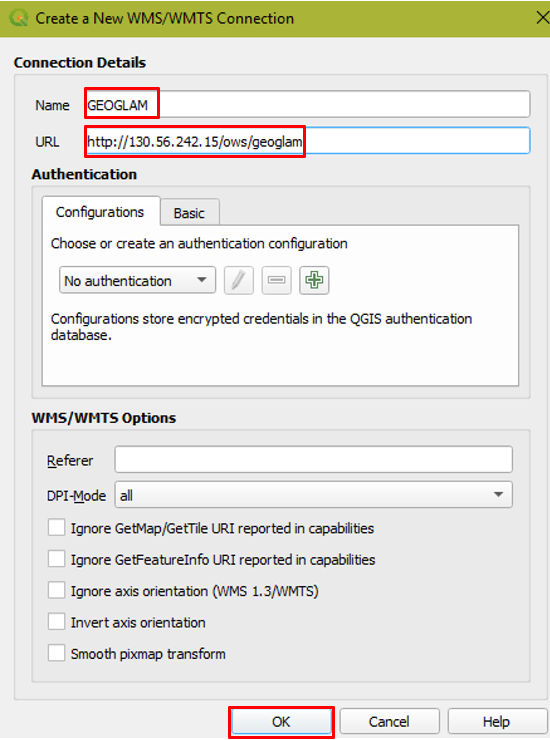 Create a New WMS/WMTS Connection
Connection Details
Name GEOGLAM
URL http://130.56.242.15/ows/geoglam
Authentication
Configurations Basic
Choose or create an authentication configuration
No authentication
Configurations store encrypted credentials in the QGIS authentication
database.
WMS/WMTS Options
Referer
DPI-Mode all
Ignore GetMap/GetTile URI reported in capabilities
Ignore GetFeatureInfo URI reported in capabilities
Ignore axis orientation (WMS 1.3/WMTS)
Invert axis orientation
Smooth pixmap transform
OK Cancel Help